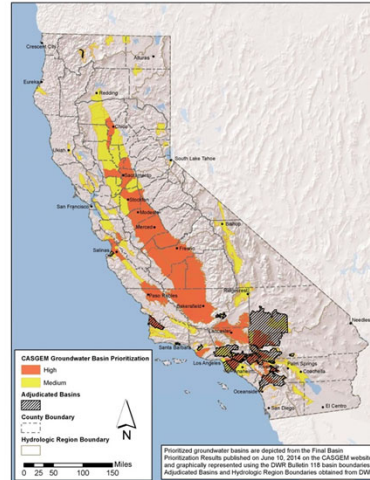 Crescent City
Alturas
Eureka
Redding
Chico
Ukiah
South Lake Tahoe
Sacramento
Stockton
San Francisco
Modesto
Merced
Bishop
Fresno
Salinas
Ridgecrest
Paso Robles
Bakersfield
Needles
Lancaster
Santa Barbara
Los Angeles
Palm Springs
Coachella
Oceanside
San Diego
El Centro
CASGEM Groundwater Basin Prioritization
High
Medium
Adjudicated Basins
County Boundary
Hydrologic Region Boundary
N
0 25 50 100 150
Miles
Prioritized groundwater basins are depicted from the Final Basin
Prioritization Results published on June 10, 2014 on the CASGEM website
and graphically represented using the DWR Bulletin 118 basin boundaries.
Adjudicated Basins and Hydrologic Region Boundaries obtained from DWR